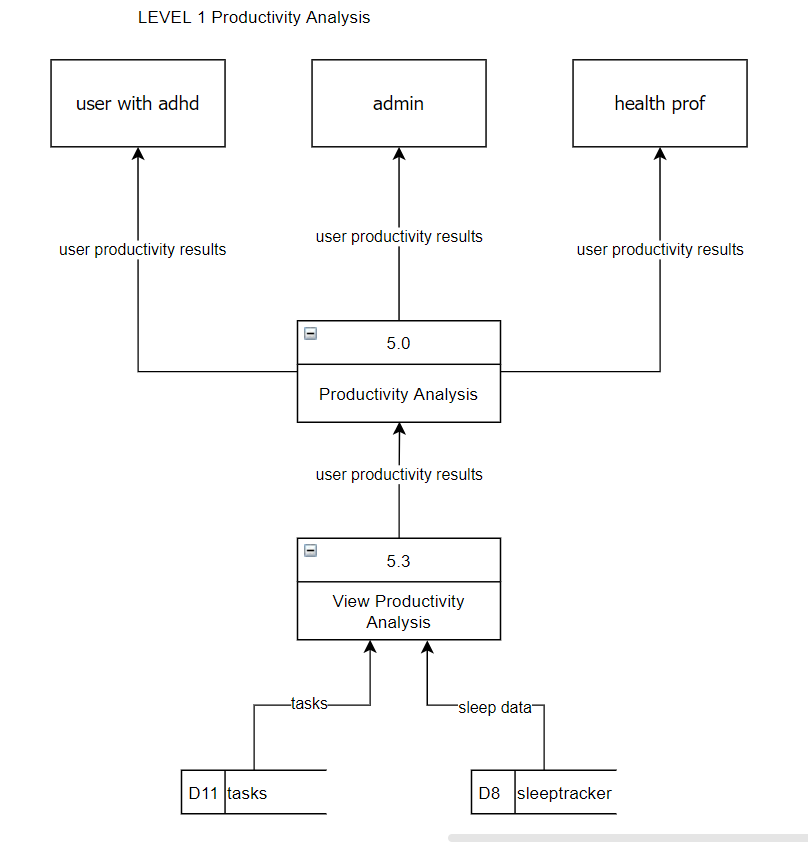 LEVEL 1 Productivity Analysis
user with adhd
admin
health prof
user productivity results
user productivity results
user productivity results
5.0
Productivity Analysis
user productivity results
5.3
View Productivity
Analysis
tasks
sleep data
D11 tasks
D8 sleeptracker